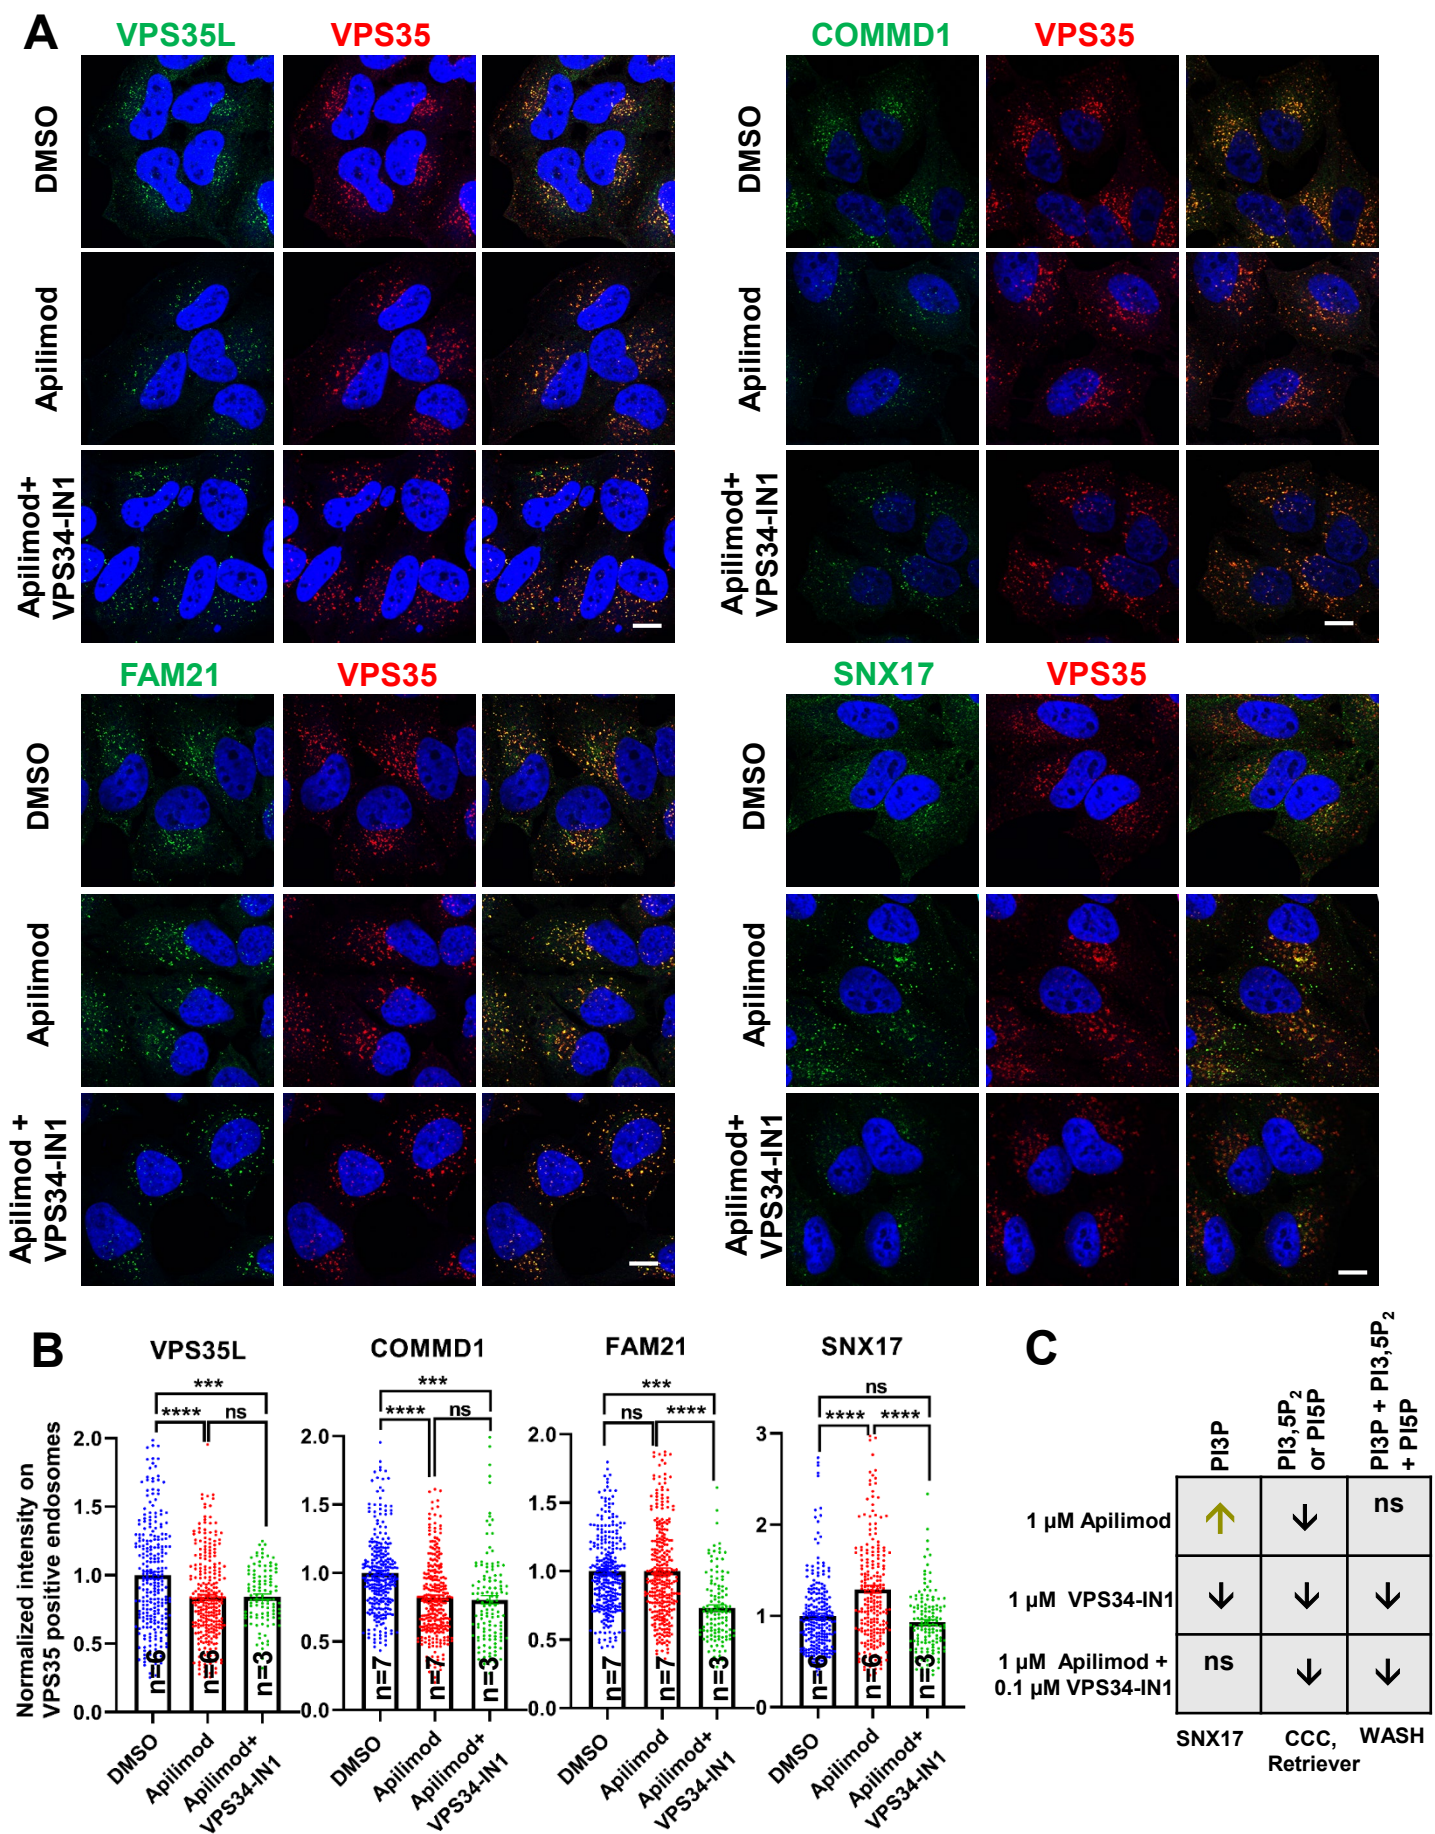 A
VPS35L VPS35
COMMD1 VPS35
DMSO
Apilimod
Apilimod+
VPS34-IN1
DMSO
Apilimod
Apilimod+
VPS34-IN1
FAM21 VPS35
SNX17 VPS35
DMSO
Apilimod
Apilimod +
VPS34-IN1
DMSO
Apilimod
Apilimod+
VPS34-IN1
B
Normalized intensity on
VPS35 positive endosomes
VPS35L
***
**** ns
2.0
1.5
1.0
0.5
0.0
n=6 n=6 n=3
DMSO
Apilimod
Apilimod+
VPS34-IN1
COMMD1
***
**** ns
2.0
1.5
1.0
0.5
0.0
n=7 n=7 n=3
DMSO
Apilimod
Apilimod+
VPS34-IN1
FAM21
***
ns ****
2.0
1.5
1.0
0.5
0.0
n=7 n=7 n=3
DMSO
Apilimod
Apilimod+
VPS34-IN1
SNX17
ns
**** ****
3
2
1
0
n=6 n=6 n=3
DMSO
Apilimod
Apilimod+
VPS34-IN1
C
PI3P
PI3,5P2
or PI5P
PI3P + PI3,5P2
+ PI5P
1 µM Apilimod ↑ ↓ ns
1 µM VPS34-IN1 ↓ ↓ ↓
1 µM Apilimod +
0.1 µM VPS34-IN1
ns ↓ ↓
SNX17 CCC,
Retriever
WASH